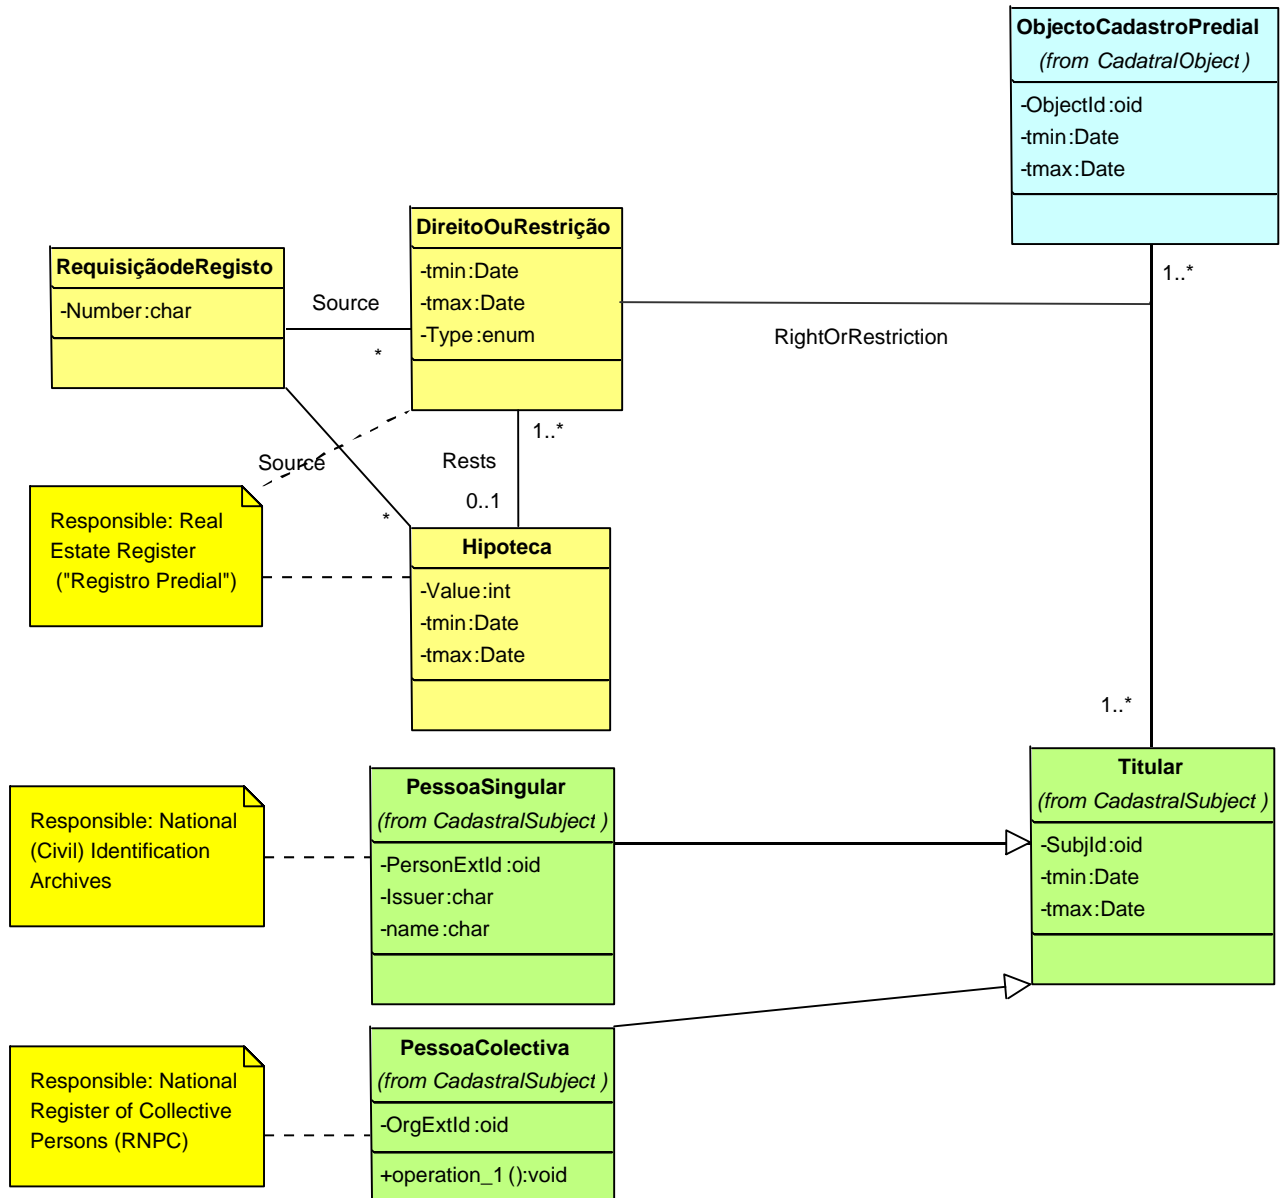 ObjectoCadastroPredial
(from CadatralObject)
-ObjectId:oid
-tmin:Date
-tmax:Date
DireitoOuRestrição
-tmin:Date
-tmax:Date
-Type:enum
RequisiçãodeRegisto
-Number:char
Source
*
RightOrRestriction
1..*
1..*
Rests
0..1
Source
*
Responsible: Real
Estate Register
("Registro Predial")
Hipoteca
-Value:int
-tmin:Date
-tmax:Date
1..*
Titular
(from CadastralSubject)
-SubjId:oid
-tmin:Date
-tmax:Date
PessoaSingular
(from CadastralSubject)
-PersonExtId:oid
-Issuer:char
-name:char
Responsible: National
(Civil) Identification
Archives
PessoaColectiva
(from CadastralSubject)
-OrgExtId:oid
+operation_1():void
Responsible: National
Register of Collective
Persons (RNPC)